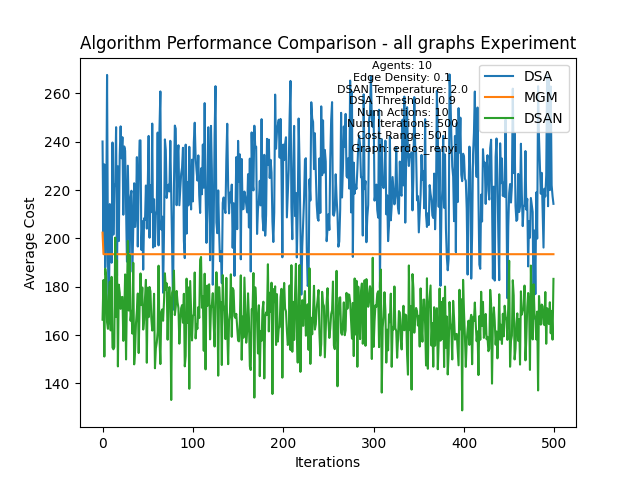 Algorithm Performance Comparison - all graphs Experiment
Agents: 10
Edge Density: 0.1
DSAN Temperature: 2.0
DSA Threshold: 0.9
Num Actions: 10
Num Iterations: 500
Cost Range: 501
Graph: erdos_renyi
DSA
MGM
DSAN
Average Cost
260
240
220
200
180
160
140
0
100
200
300
400
500
Iterations